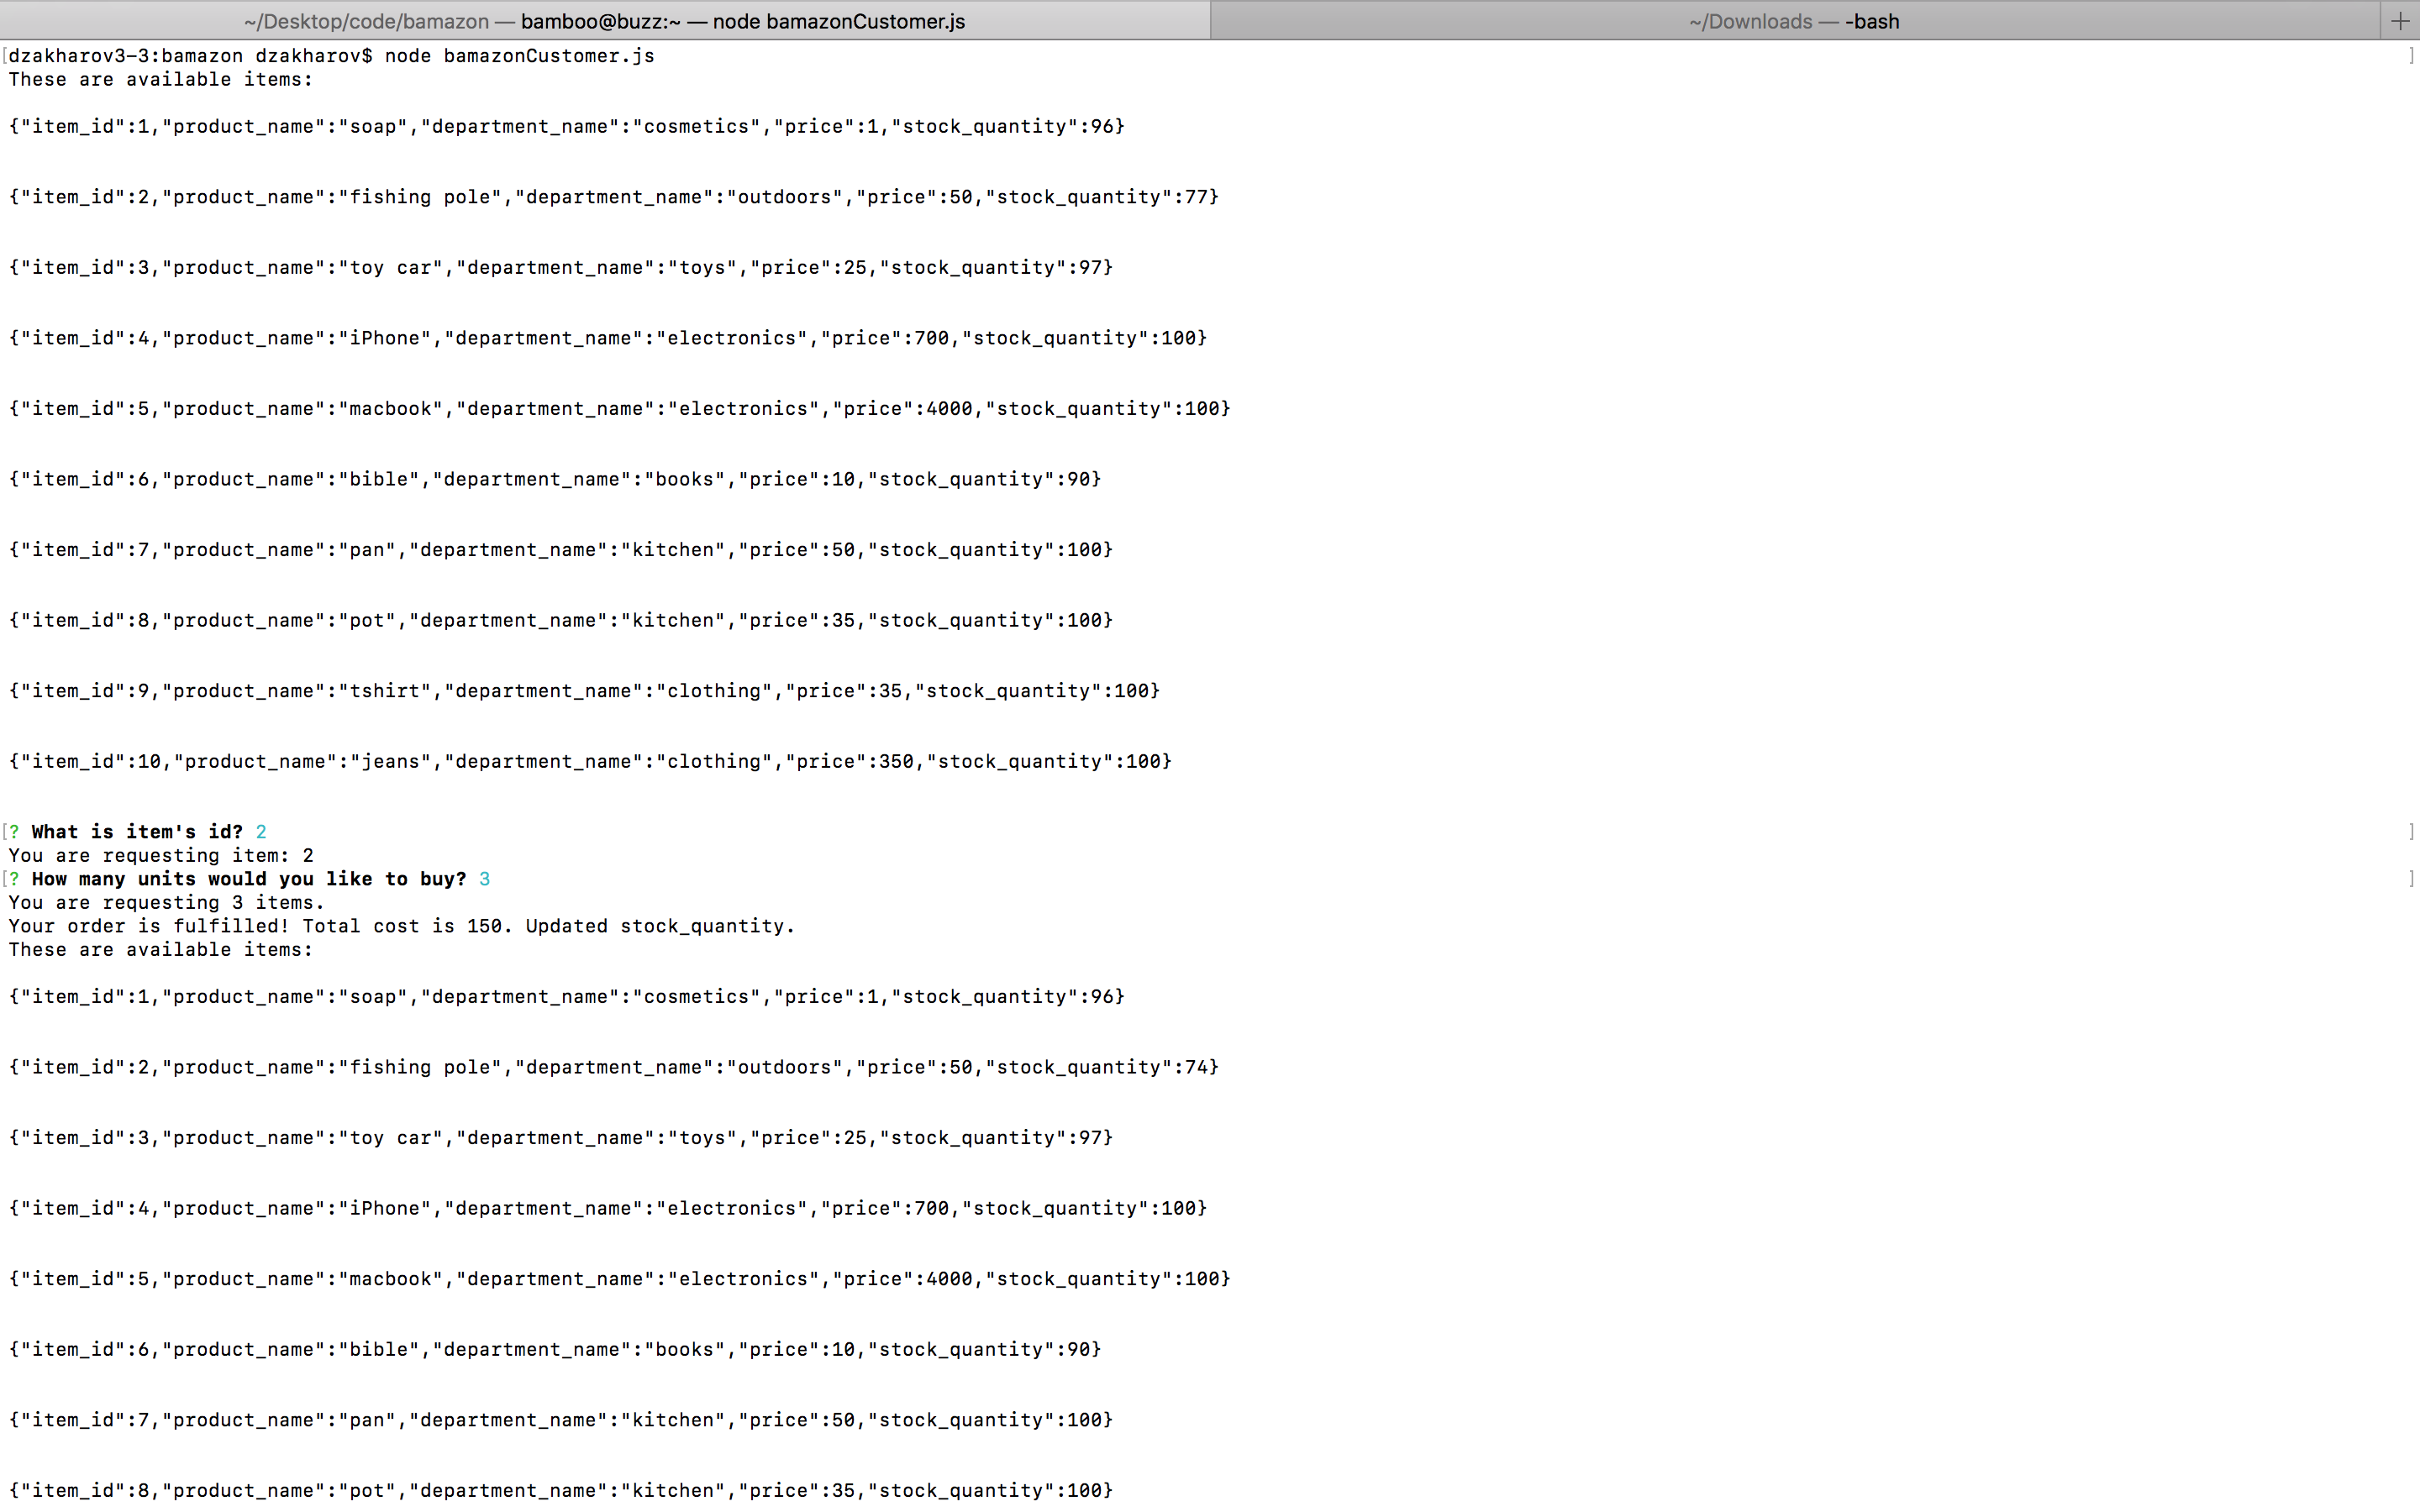 ~/Desktop/code/bamazon — bamboo@buzz:~ — node bamazonCustomer.js
~/Downloads — -bash
[dzakharov3-3:bamazon dzakharov$ node bamazonCustomer.js ]
These are available items:
{"item_id":1,"product_name":"soap","department_name":"cosmetics","price":1,"stock_quantity":96}
{"item_id":2,"product_name":"fishing pole","department_name":"outdoors","price":50,"stock_quantity":77}
{"item_id":3,"product_name":"toy car","department_name":"toys","price":25,"stock_quantity":97}
{"item_id":4,"product_name":"iPhone","department_name":"electronics","price":700,"stock_quantity":100}
{"item_id":5,"product_name":"macbook","department_name":"electronics","price":4000,"stock_quantity":100}
{"item_id":6,"product_name":"bible","department_name":"books","price":10,"stock_quantity":90}
{"item_id":7,"product_name":"pan","department_name":"kitchen","price":50,"stock_quantity":100}
{"item_id":8,"product_name":"pot","department_name":"kitchen","price":35,"stock_quantity":100}
{"item_id":9,"product_name":"tshirt","department_name":"clothing","price":35,"stock_quantity":100}
{"item_id":10,"product_name":"jeans","department_name":"clothing","price":350,"stock_quantity":100}
[? What is item's id? 2 ]
You are requesting item: 2
[? How many units would you like to buy? 3 ]
You are requesting 3 items.
Your order is fulfilled! Total cost is 150. Updated stock_quantity.
These are available items:
{"item_id":1,"product_name":"soap","department_name":"cosmetics","price":1,"stock_quantity":96}
{"item_id":2,"product_name":"fishing pole","department_name":"outdoors","price":50,"stock_quantity":74}
{"item_id":3,"product_name":"toy car","department_name":"toys","price":25,"stock_quantity":97}
{"item_id":4,"product_name":"iPhone","department_name":"electronics","price":700,"stock_quantity":100}
{"item_id":5,"product_name":"macbook","department_name":"electronics","price":4000,"stock_quantity":100}
{"item_id":6,"product_name":"bible","department_name":"books","price":10,"stock_quantity":90}
{"item_id":7,"product_name":"pan","department_name":"kitchen","price":50,"stock_quantity":100}
{"item_id":8,"product_name":"pot","department_name":"kitchen","price":35,"stock_quantity":100}